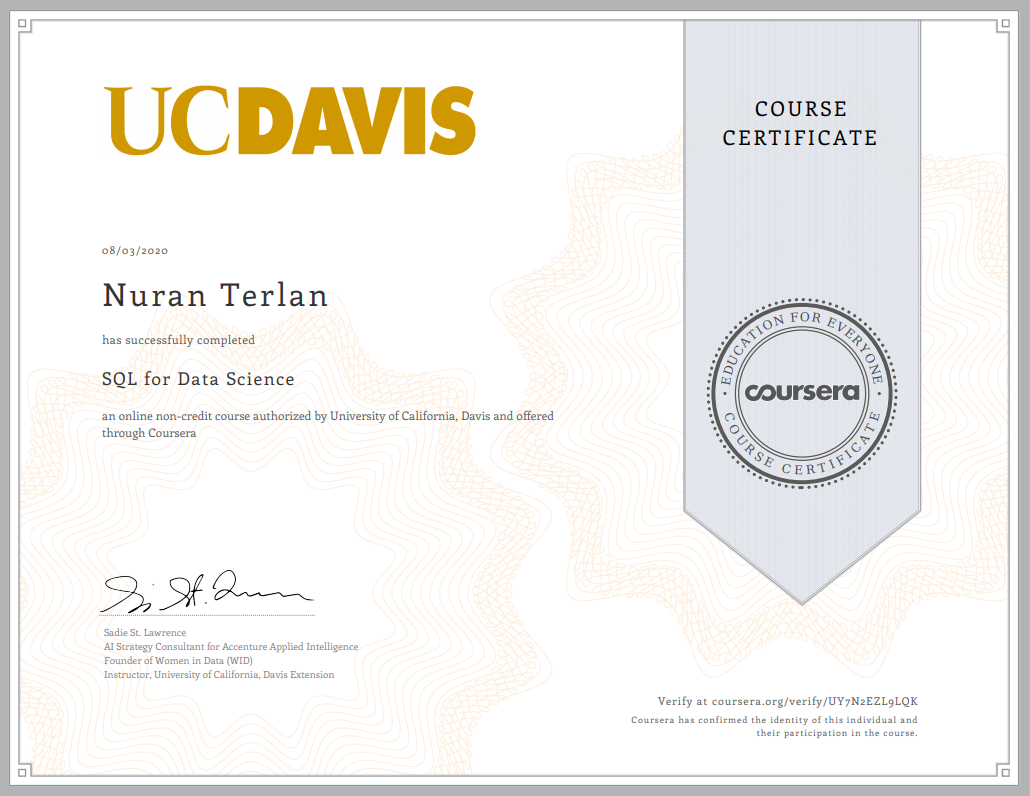 UCDAVIS
COURSE
CERTIFICATE
08/03/2020
Nuran Terlan
has successfully completed
SQL for Data Science
an online non-credit course authorized by University of California, Davis and offered
through Coursera
EDUCATION FOR EVERYONE
coursera
COURSE CERTIFICATE
Sadie St. Lawrence
AI Strategy Consultant for Accenture Applied Intelligence
Founder of Women in Data (WID)
Instructor, University of California, Davis Extension
Verify at coursera.org/verify/UY7N2EZL9LQK
Coursera has confirmed the identity of this individual and
their participation in the course.